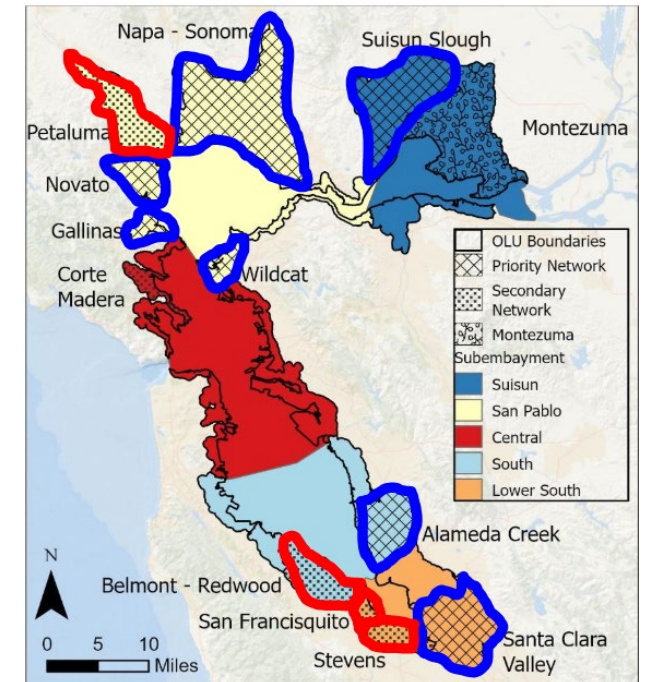 Napa - Sonoma
Suisun Slough
Petaluma
Montezuma
Novato
Gallinas
Corte
Madera
Wildcat
OLU Boundaries
Priority Network
Secondary
Network
Montezuma
Subembayment
Suisun
San Pablo
Central
South
Lower South
Alameda Creek
Belmont - Redwood
San Francisquito
Stevens
Santa Clara
Valley
N
0 5 10
Miles